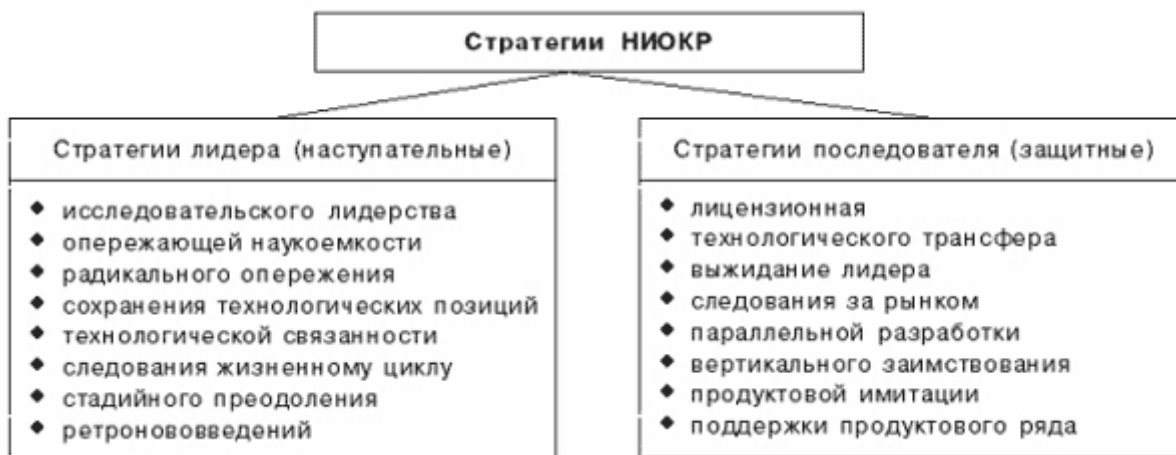 Стратегии НИОКР
Стратегии лидера (наступательные)
◆ исследовательского лидерства
◆ опережающей наукоемкости
◆ радикального опережения
◆ сохранения технологических позиций
◆ технологической связанности
◆ следования жизненному циклу
◆ стадийного преодоления
◆ ретронововведений
Стратегии последователя (защитные)
◆ лицензионная
◆ технологического трансфера
◆ выжидание лидера
◆ следования за рынком
◆ параллельной разработки
◆ вертикального заимствования
◆ продуктовой имитации
◆ поддержки продуктового ряда